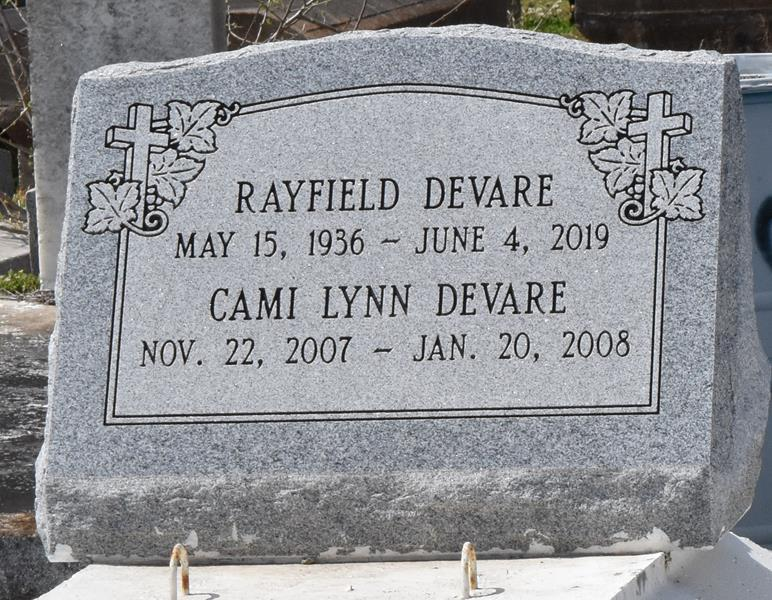 RAYFIELD DEVARE
MAY 15, 1936 ~ JUNE 4, 2019
CAMI LYNN DEVARE
NOV. 22, 2007 ~ JAN. 20, 2008